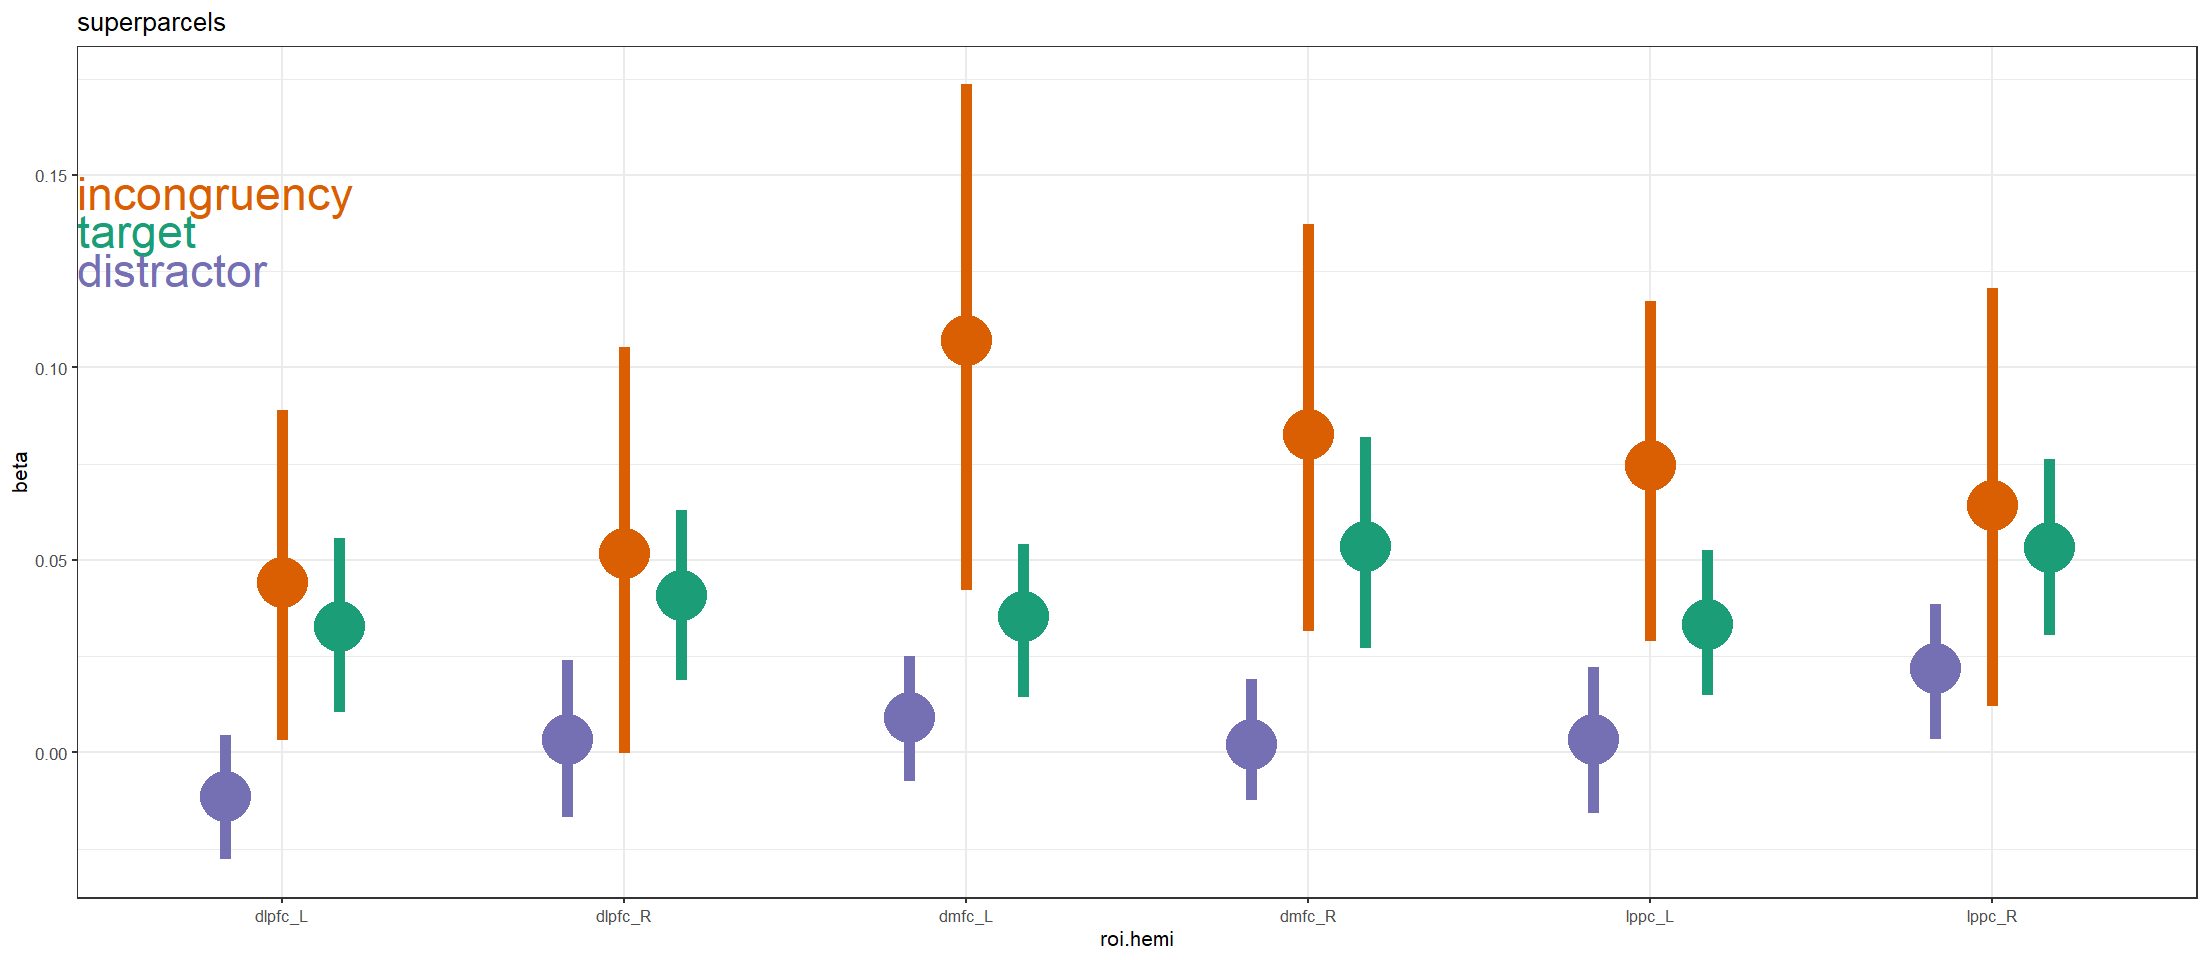 superparcels
0.15
incongruency
target
distractor
0.10
beta
0.05
0.00
dlpfc_L dlpfc_R dmfc_L dmfc_R lppc_L lppc_R
roi.hemi